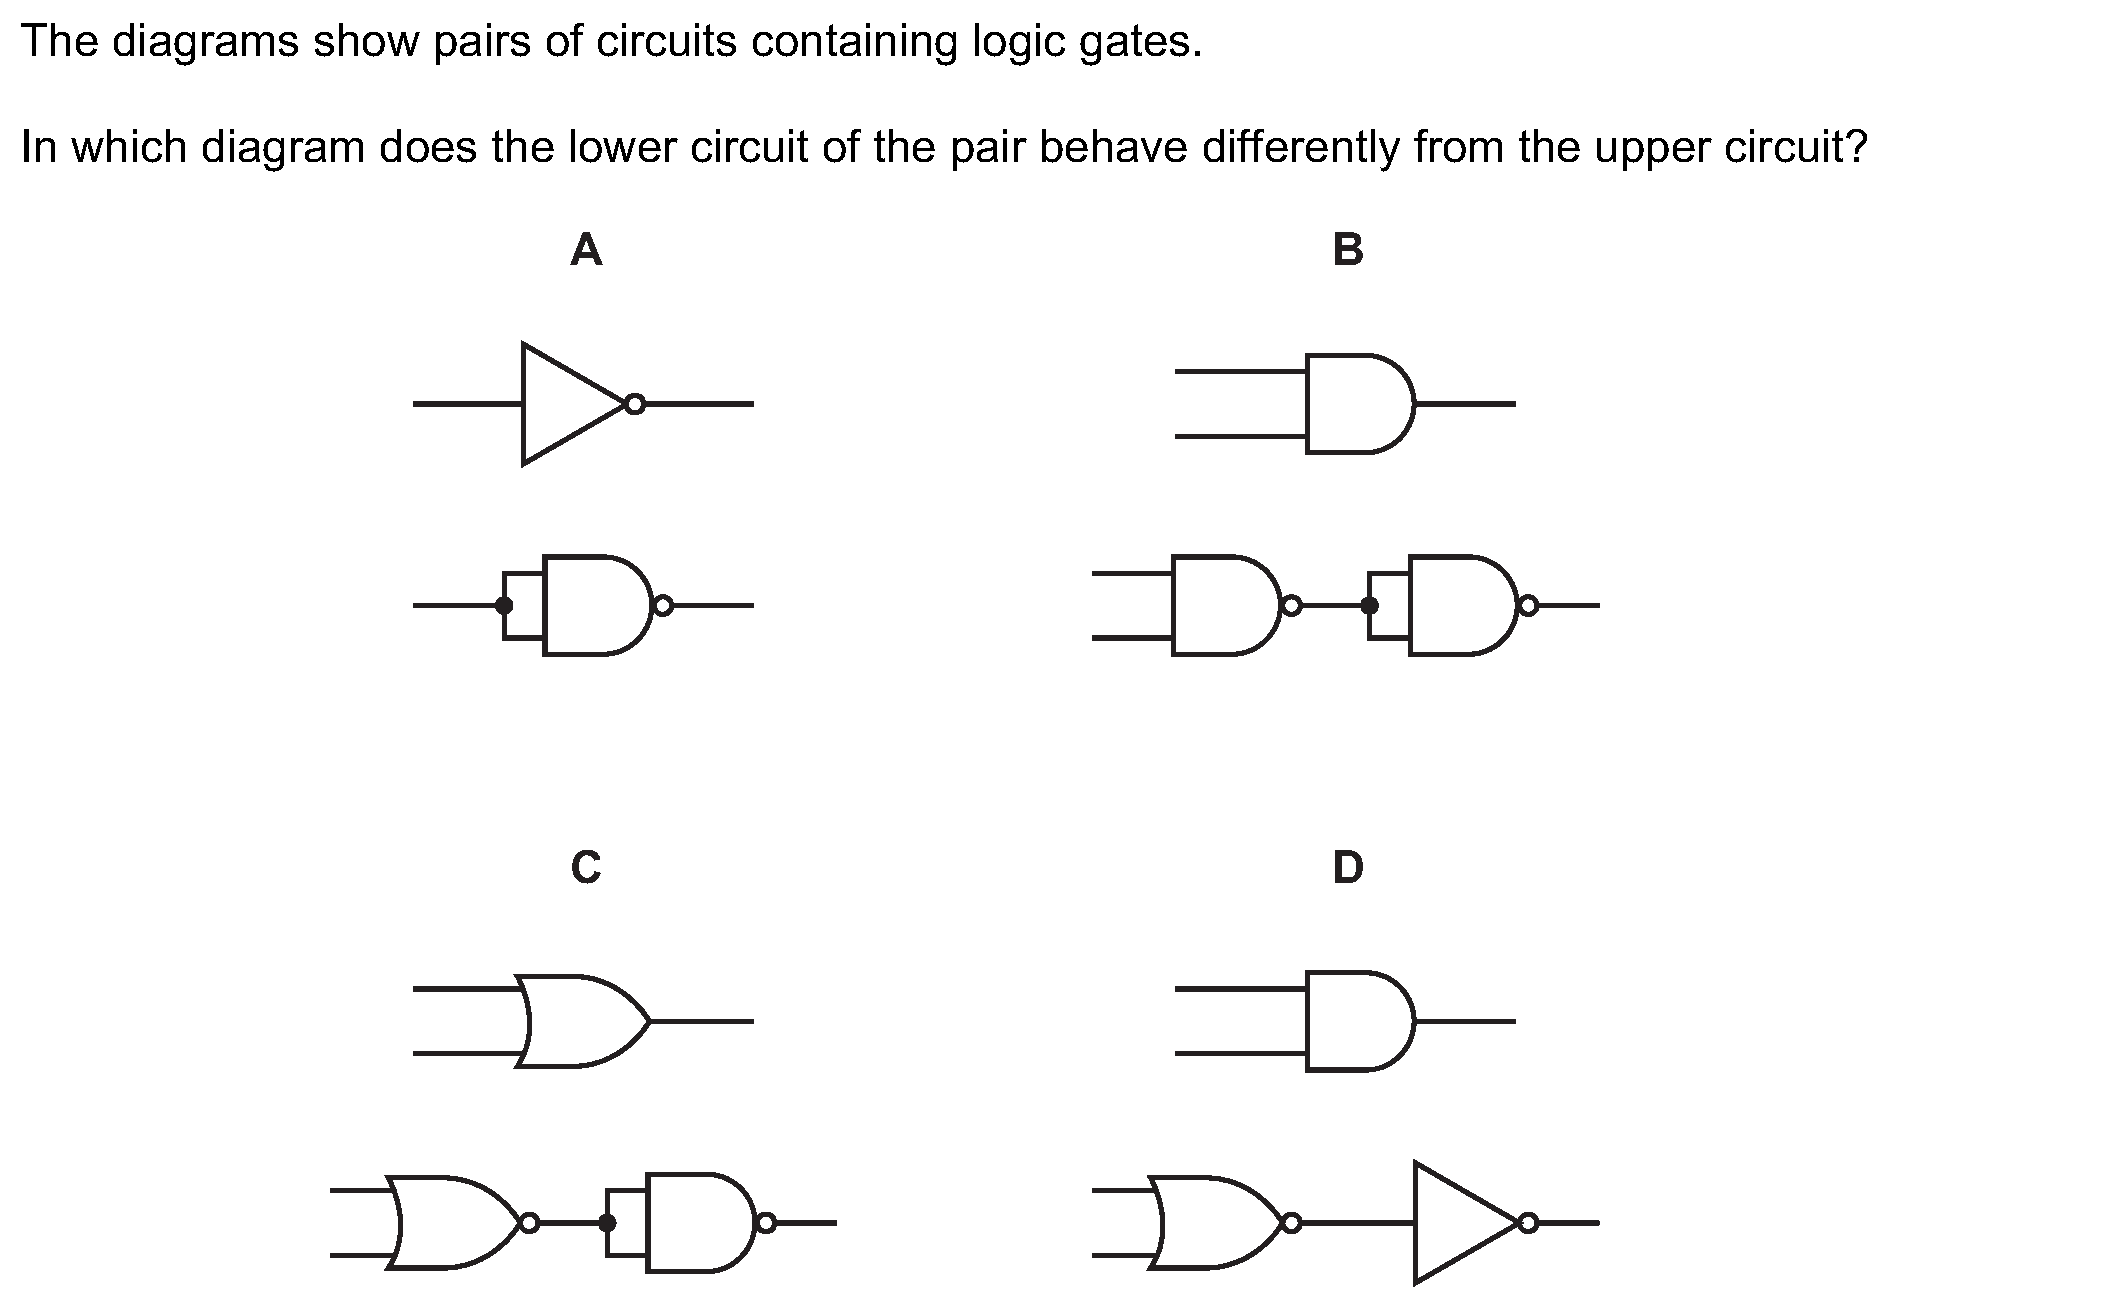 The diagrams show pairs of circuits containing logic gates.
In which diagram does the lower circuit of the pair behave differently from the upper circuit?
A
B
C
D